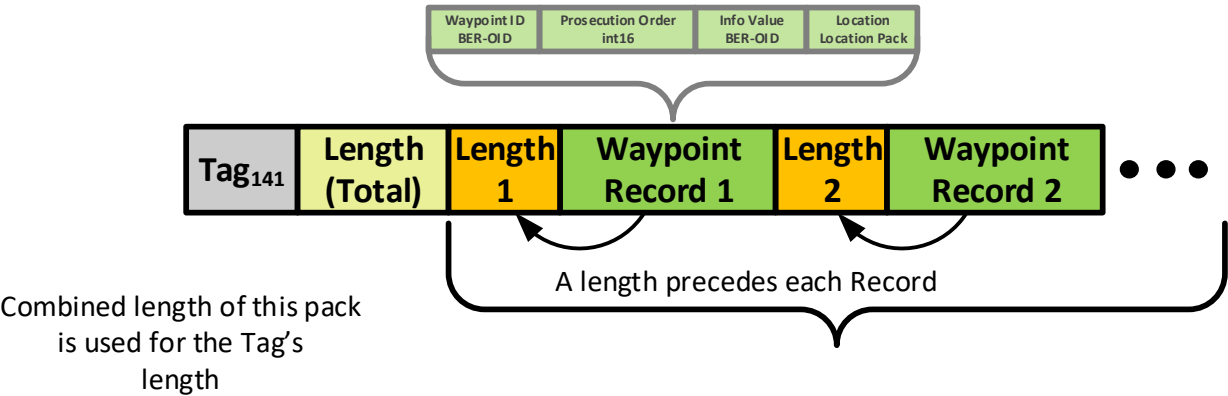 Waypoint ID
BER-OID
Prosecution Order
int16
Info Value
BER-OID
Location
Location Pack
Tag141
Length
(Total)
Length
1
Waypoint
Record 1
Length
2
Waypoint
Record 2
A length precedes each Record
Combined length of this pack
is used for the Tag’s
length